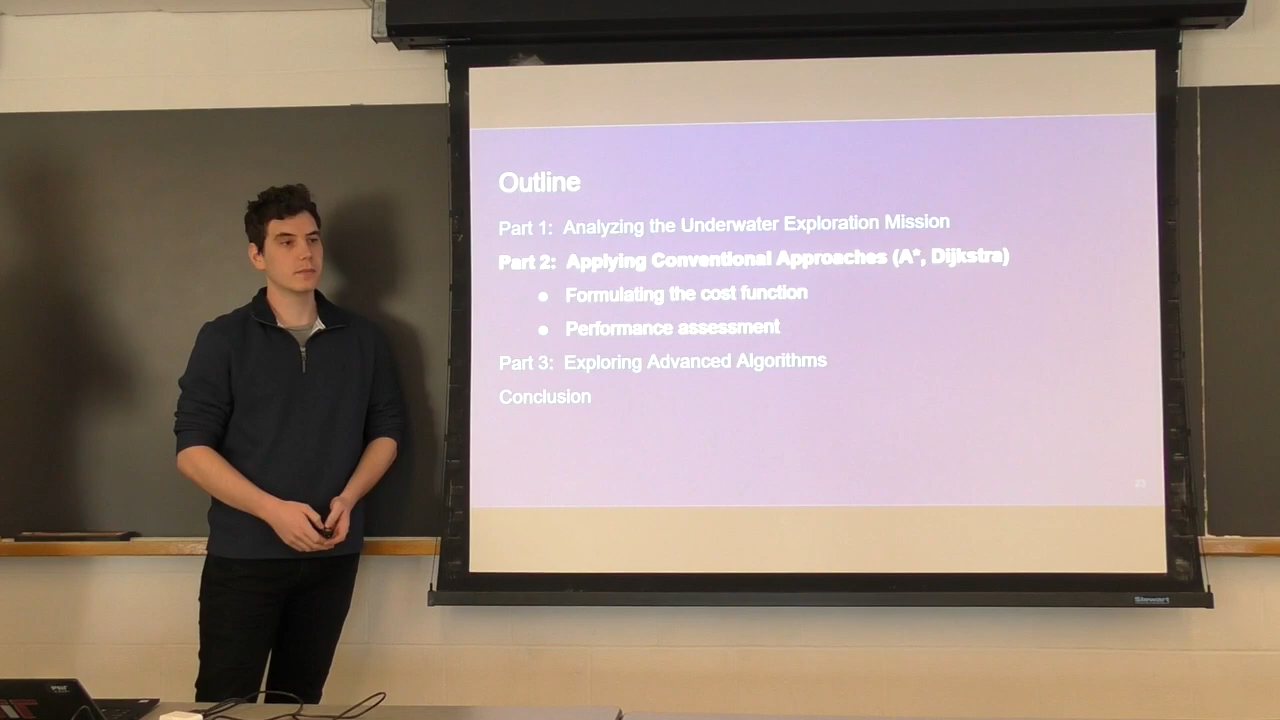 Outline
Part 1: Analyzing the Underwater Exploration Mission
Part 2: Applying Conventional Approaches (A*, Dijkstra)
● Formulating the cost function
● Performance assessment
Part 3: Exploring Advanced Algorithms
Conclusion
Stewart